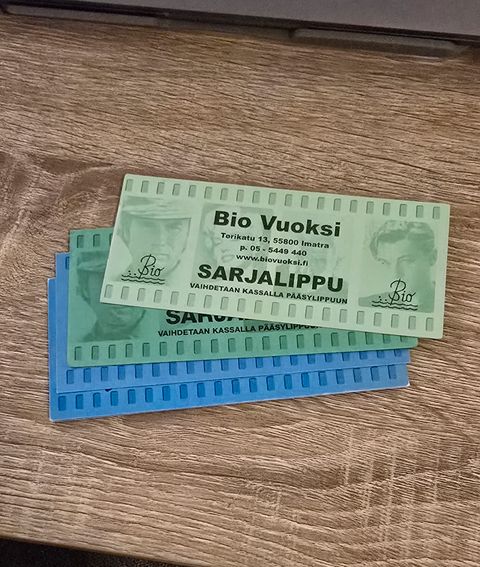 Bio Vuoksi
Torikatu 13, 55800 Imatra
p. 05 - 5449 440
www.biovuoksi.fi
SARJALIPPU
VAIHDETAAN KASSALLA PÄÄSYLIPPUUN
Bio
Bio
VAIHDETAAN KASSALLA PÄÄSYLIPPUUN